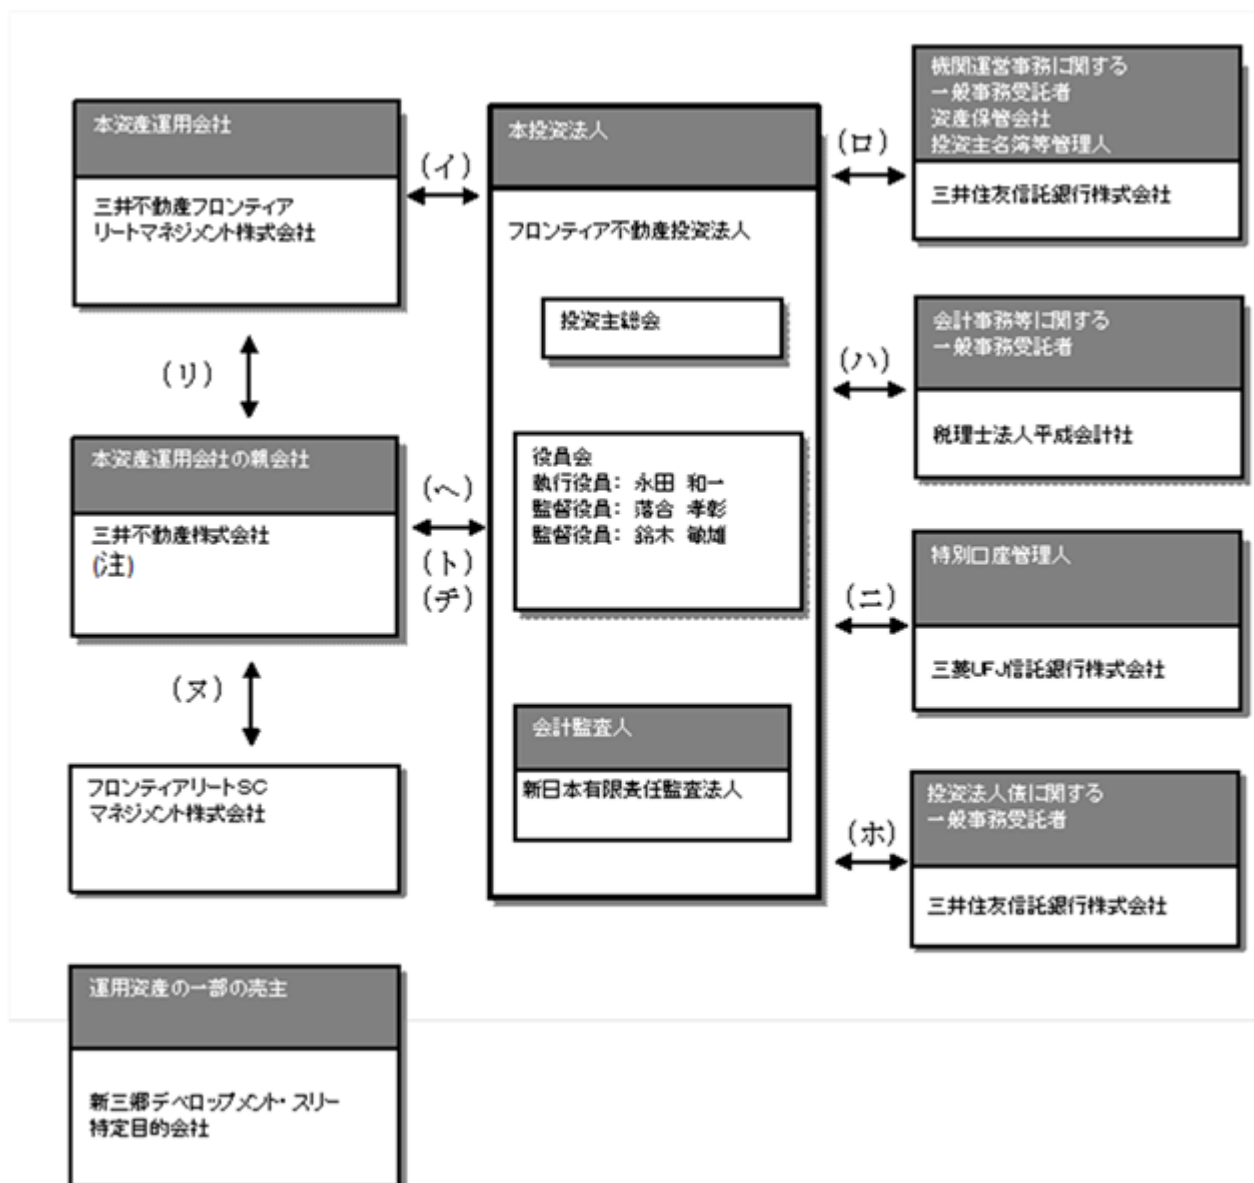 本資産運用会社
三井不動産フロンティア
リートマネジメント株式会社
(イ)
(リ)
本資産運用会社の親会社
三井不動産株式会社
(注)
(ヘ)
(ト)
(チ)
(ヌ)
フロンティアリートSC
マネジメント株式会社
運用資産の一部の売主
新三郷デベロップメント・スリー
特定目的会社
本投資法人
フロンティア不動産投資法人
投資主総会
役員会
執行役員: 永田 和一
監督役員: 落合 孝彰
監督役員: 鈴木 敏雄
会計監査人
新日本有限責任監査法人
(ロ)
機関運営事務に関する
一般事務受託者
資産保管会社
投資主名簿等管理人
三井住友信託銀行株式会社
(ハ)
会計事務等に関する
一般事務受託者
税理士法人平成会計社
(ニ)
特別口座管理人
三菱UFJ信託銀行株式会社
(ホ)
投資法人債に関する
一般事務受託者
三井住友信託銀行株式会社